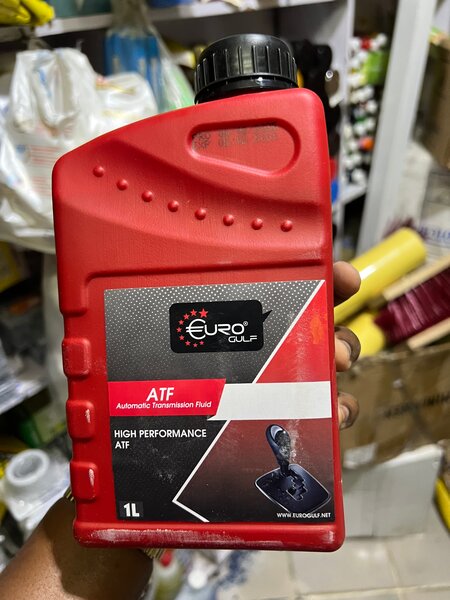 EURO®
GULF
ATF
Automatic Transmission Fluid
HIGH PERFORMANCE
ATF
1L
WWW.EUROGULF.NET